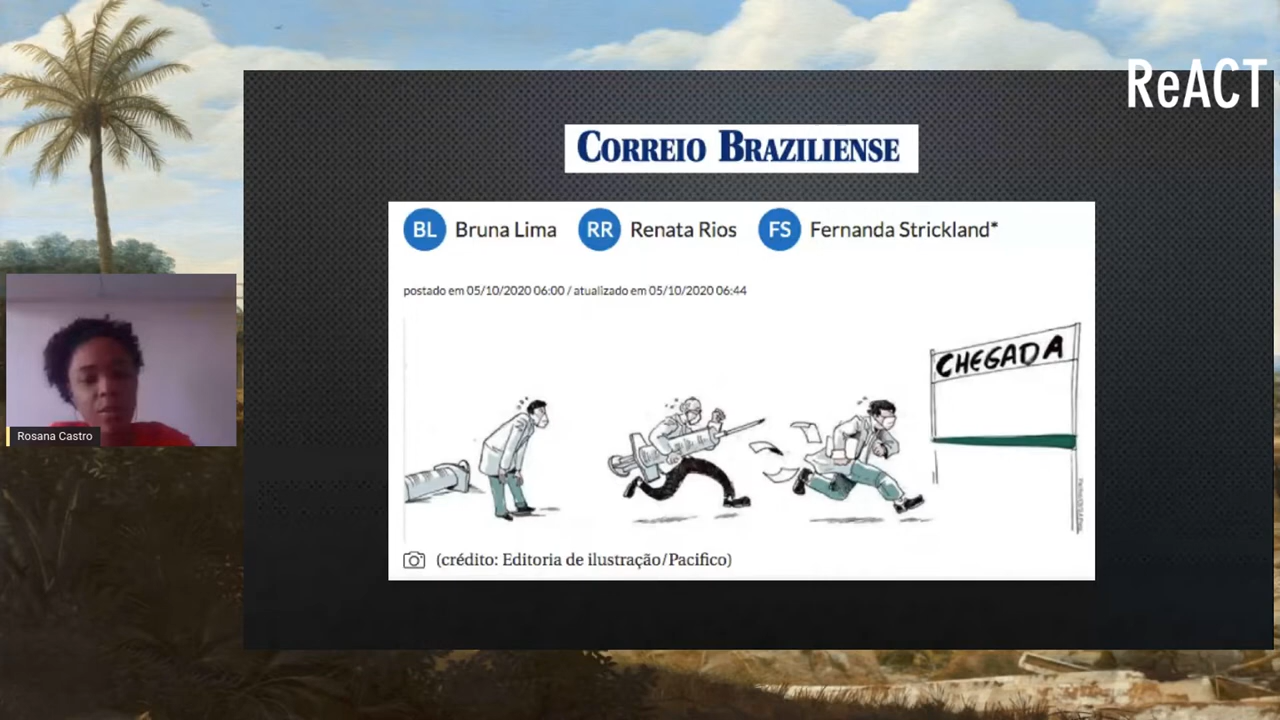 ReACT
CORREIO BRAZILIENSE
BL Bruna Lima RR Renata Rios FS Fernanda Strickland*
postado em 05/10/2020 06:00 / atualizado em 05/10/2020 06:44
CHEGADA
(crédito: Editoria de ilustração/Pacifico)
Rosana Castro